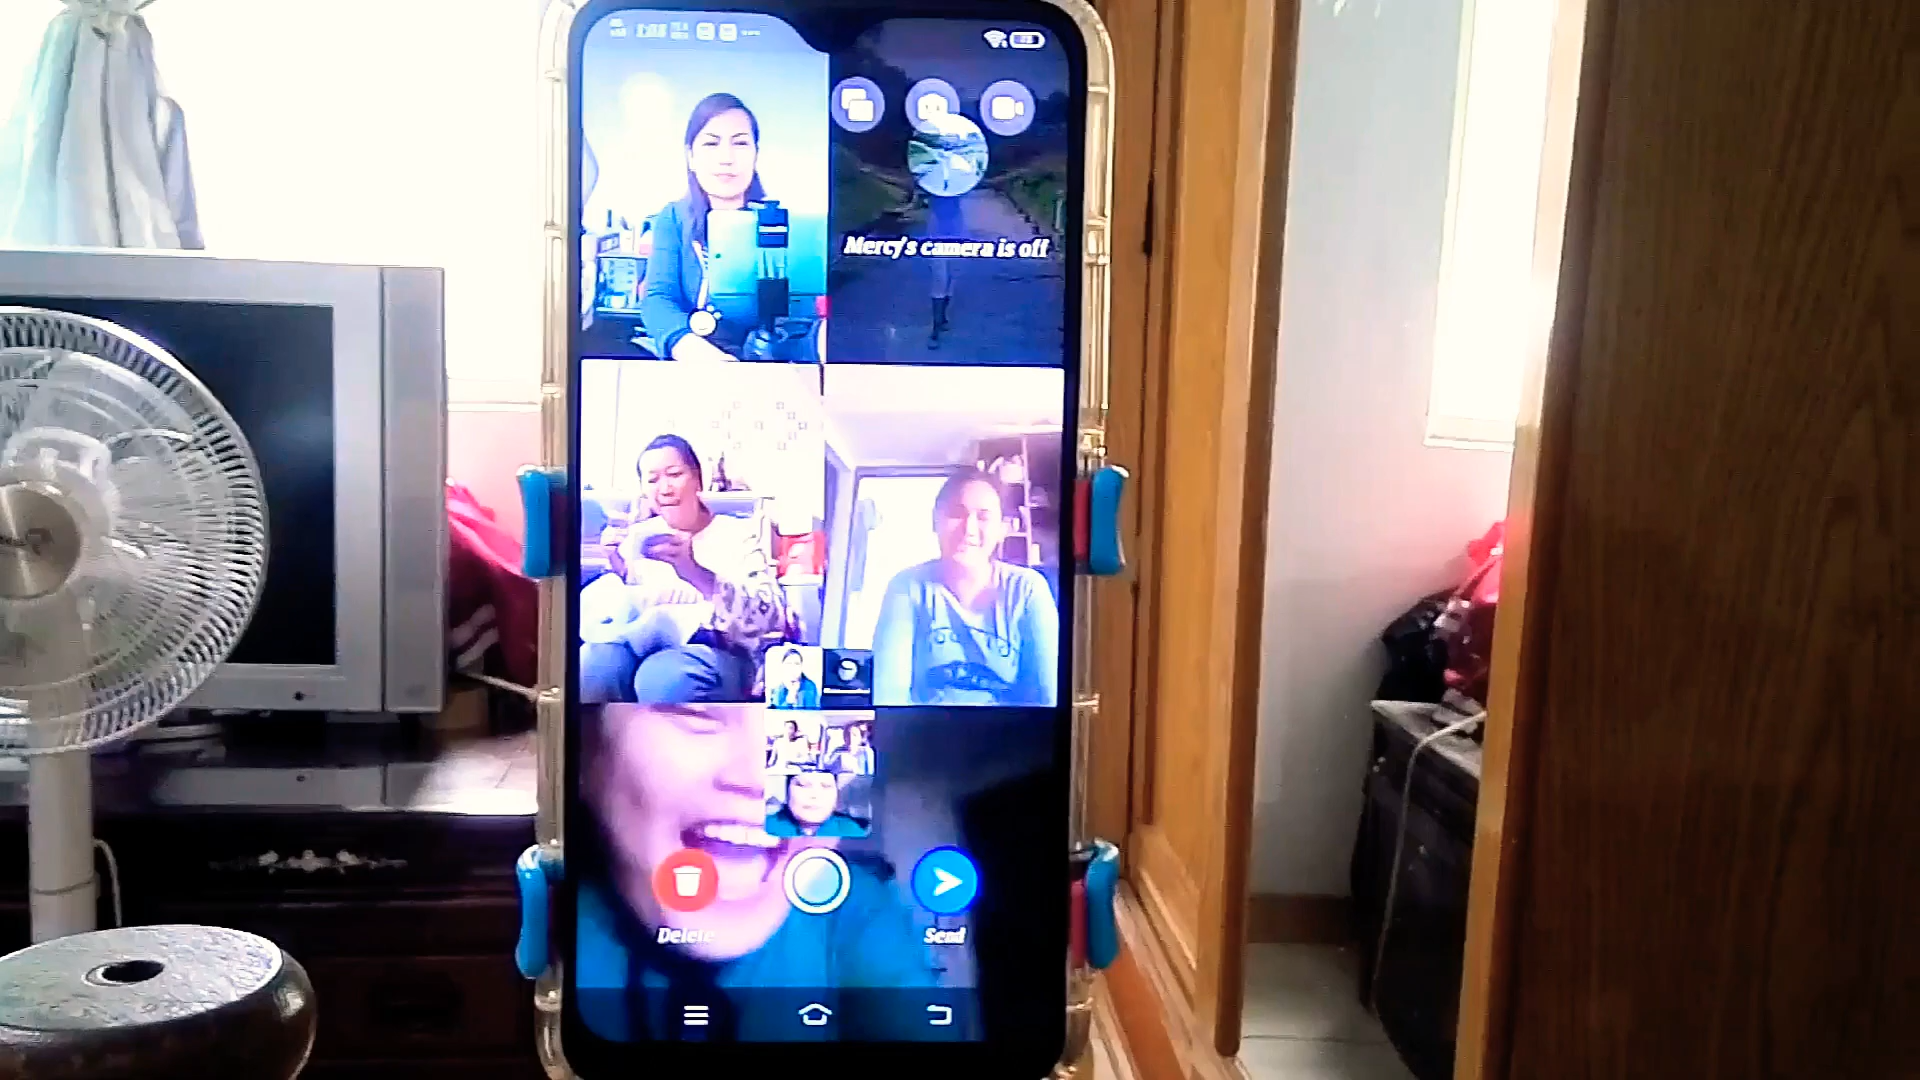 Mercy's camera is off
Delete
Send